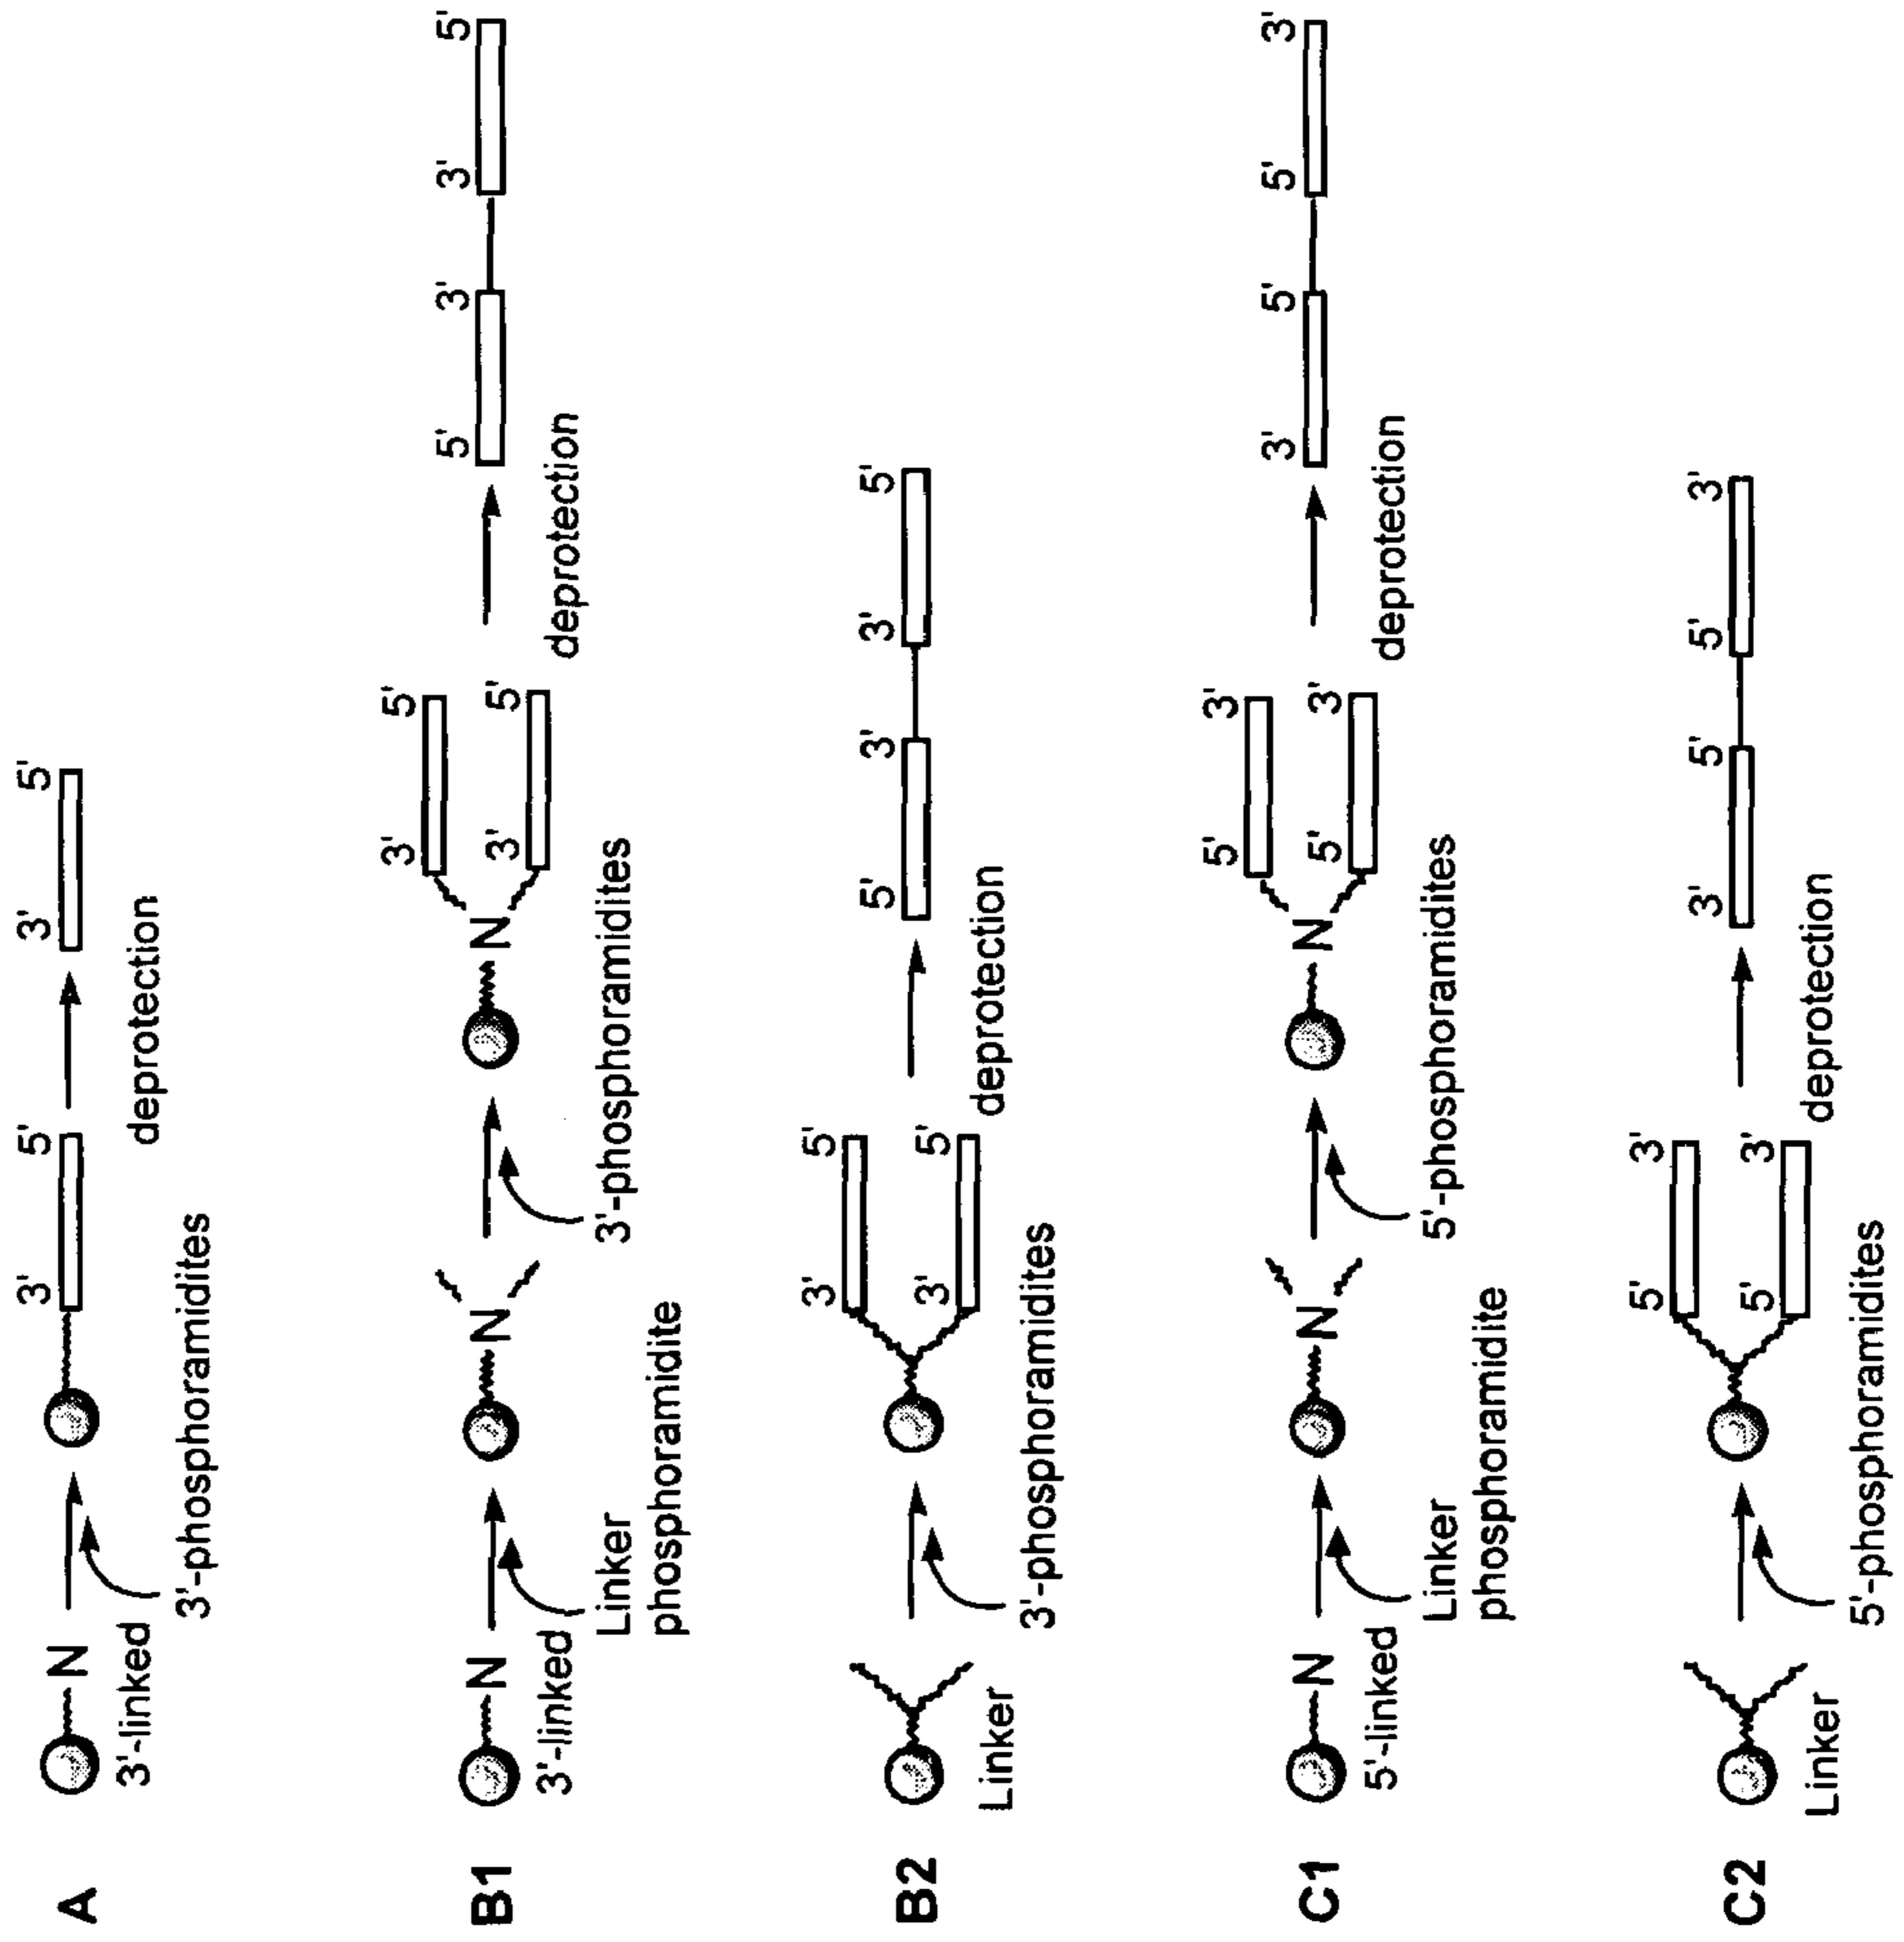 3' 5' 3' 5'
A N
3'-linked deprotection
3'-phosphoramidites
3' 5'
5' 3' 3' 5'
3' 5'
B1 N N N
3'-linked deprotection
Linker 3'-phosphoramidites
phosphoramidite
3' 5'
5' 3' 3' 5'
3' 5'
B2
Linker deprotection
3'-phosphoramidites
5' 3'
3' 5' 5' 3'
5' 3'
C1 N N N
5'-linked deprotection
Linker 5'-phosphoramidites
phosphoramidite
5' 3'
3' 5' 5' 3'
5' 3'
C2
Linker deprotection
5'-phosphoramidites